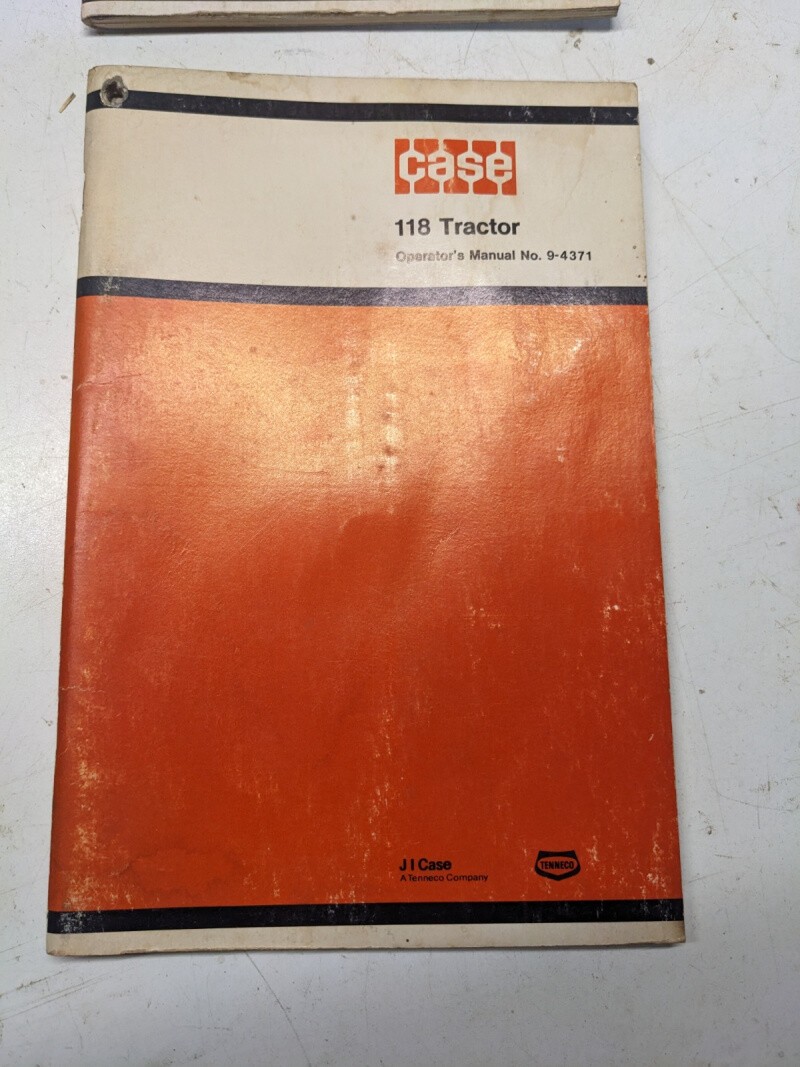 case
118 Tractor
Operator's Manual No. 9-4371
J I Case
A Tenneco Company
TENNECO